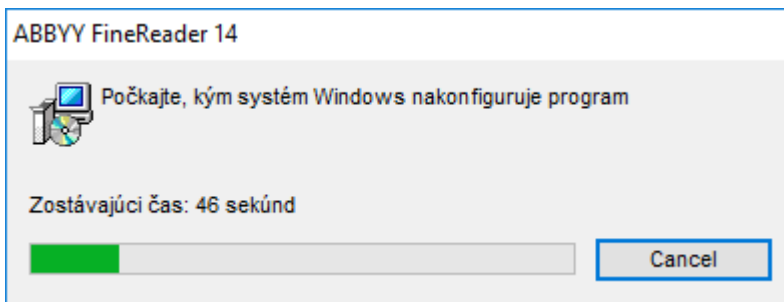 ABBYY FineReader 14
Počkajte, kým systém Windows nakonfiguruje program
Zostávajúci čas: 46 sekúnd
Cancel